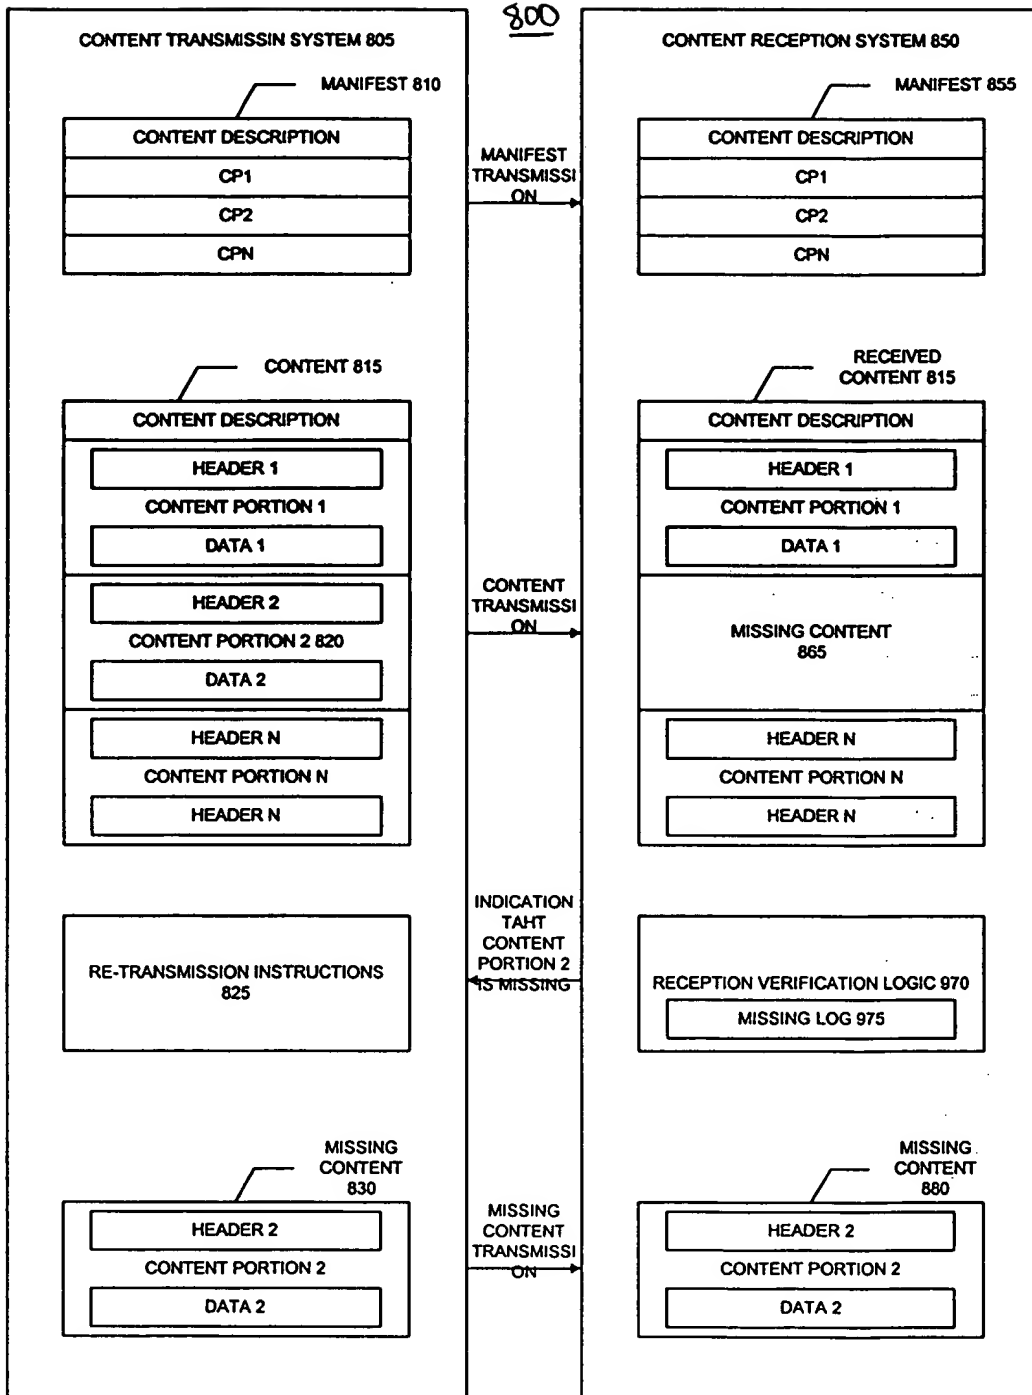 800
CONTENT TRANSMISSIN SYSTEM 805
MANIFEST 810
CONTENT DESCRIPTION
CP1
CP2
CPN
CONTENT 815
CONTENT DESCRIPTION
HEADER 1
CONTENT PORTION 1
DATA 1
HEADER 2
CONTENT PORTION 2 820
DATA 2
HEADER N
CONTENT PORTION N
HEADER N
RE-TRANSMISSION INSTRUCTIONS
825
MISSING
CONTENT
830
HEADER 2
CONTENT PORTION 2
DATA 2
MANIFEST
TRANSMISSI
ON
CONTENT
TRANSMISSI
ON
INDICATION
TAHT
CONTENT
PORTION 2
IS MISSING
MISSING
CONTENT
TRANSMISSI
ON
CONTENT RECEPTION SYSTEM 850
MANIFEST 855
CONTENT DESCRIPTION
CP1
CP2
CPN
RECEIVED
CONTENT 815
CONTENT DESCRIPTION
HEADER 1
CONTENT PORTION 1
DATA 1
MISSING CONTENT
865
HEADER N
CONTENT PORTION N
HEADER N
RECEPTION VERIFICATION LOGIC 970
MISSING LOG 975
MISSING
CONTENT
880
HEADER 2
CONTENT PORTION 2
DATA 2